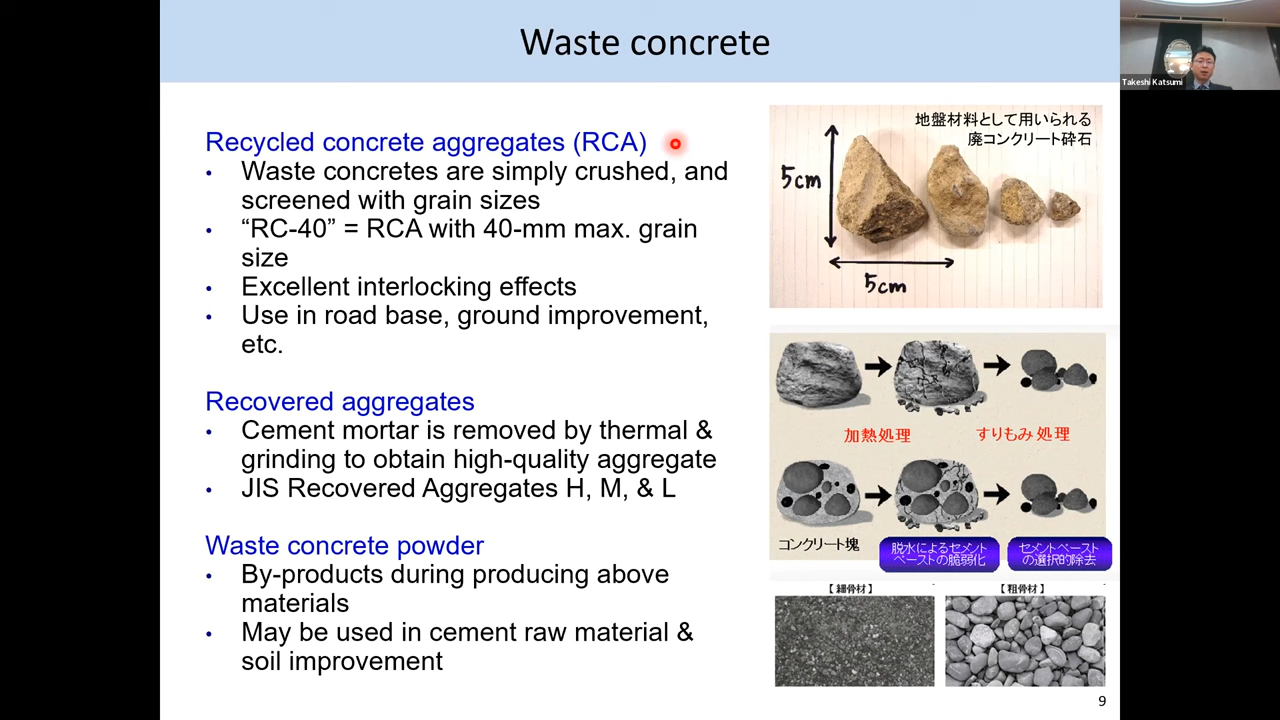 Waste concrete
Takeshi Katsumi
Recycled concrete aggregates (RCA)
• Waste concretes are simply crushed, and
screened with grain sizes
• “RC-40” = RCA with 40-mm max. grain
size
• Excellent interlocking effects
• Use in road base, ground improvement,
etc.
Recovered aggregates
• Cement mortar is removed by thermal &
grinding to obtain high-quality aggregate
• JIS Recovered Aggregates H, M, & L
Waste concrete powder
• By-products during producing above
materials
• May be used in cement raw material &
soil improvement
地盤材料として用いられる
廃コンクリート砕石
5cm
5cm
加熱処理
すりもみ処理
コンクリート塊
脱水によるセメント
ペーストの脆弱化
セメントペースト
の選択的除去
【細骨材】
【粗骨材】
9